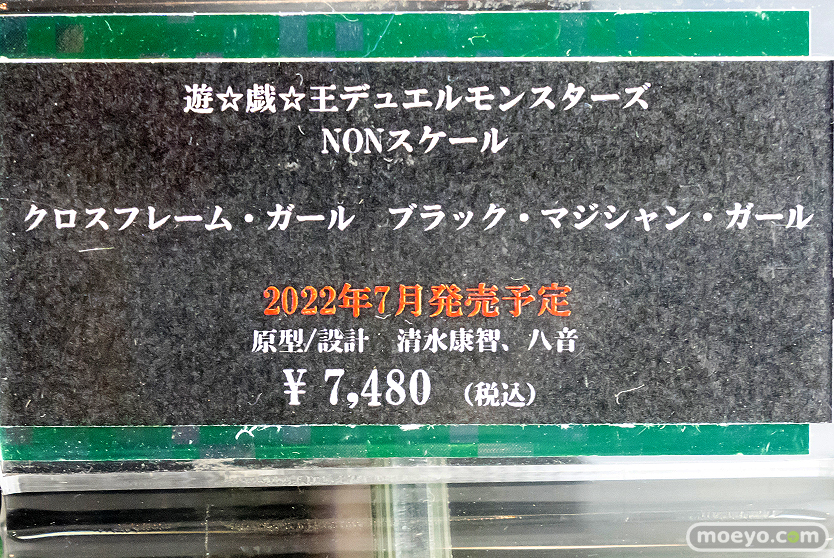 遊☆戯☆王デュエルモンスターズ
NONスケール
クロスフレーム・ガール　ブラック・マジシャン・ガール
2022年7月発売予定
原型/設計　清水康智、八音
¥ 7,480 (税込)
moeyo.com